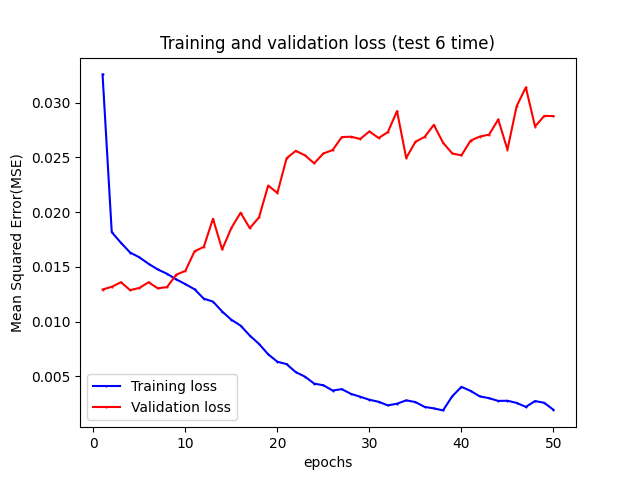 Training and validation loss (test 6 time)
Mean Squared Error(MSE)
0.030
0.025
0.020
0.015
0.010
0.005
Training loss
Validation loss
0 10 20 30 40 50
epochs